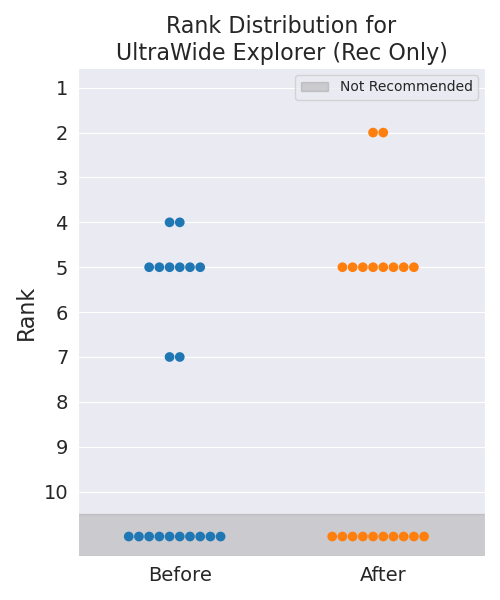 Rank Distribution for
UltraWide Explorer (Rec Only)
Not Recommended
1
2
3
4
5
6
7
8
9
10
Rank
Before
After